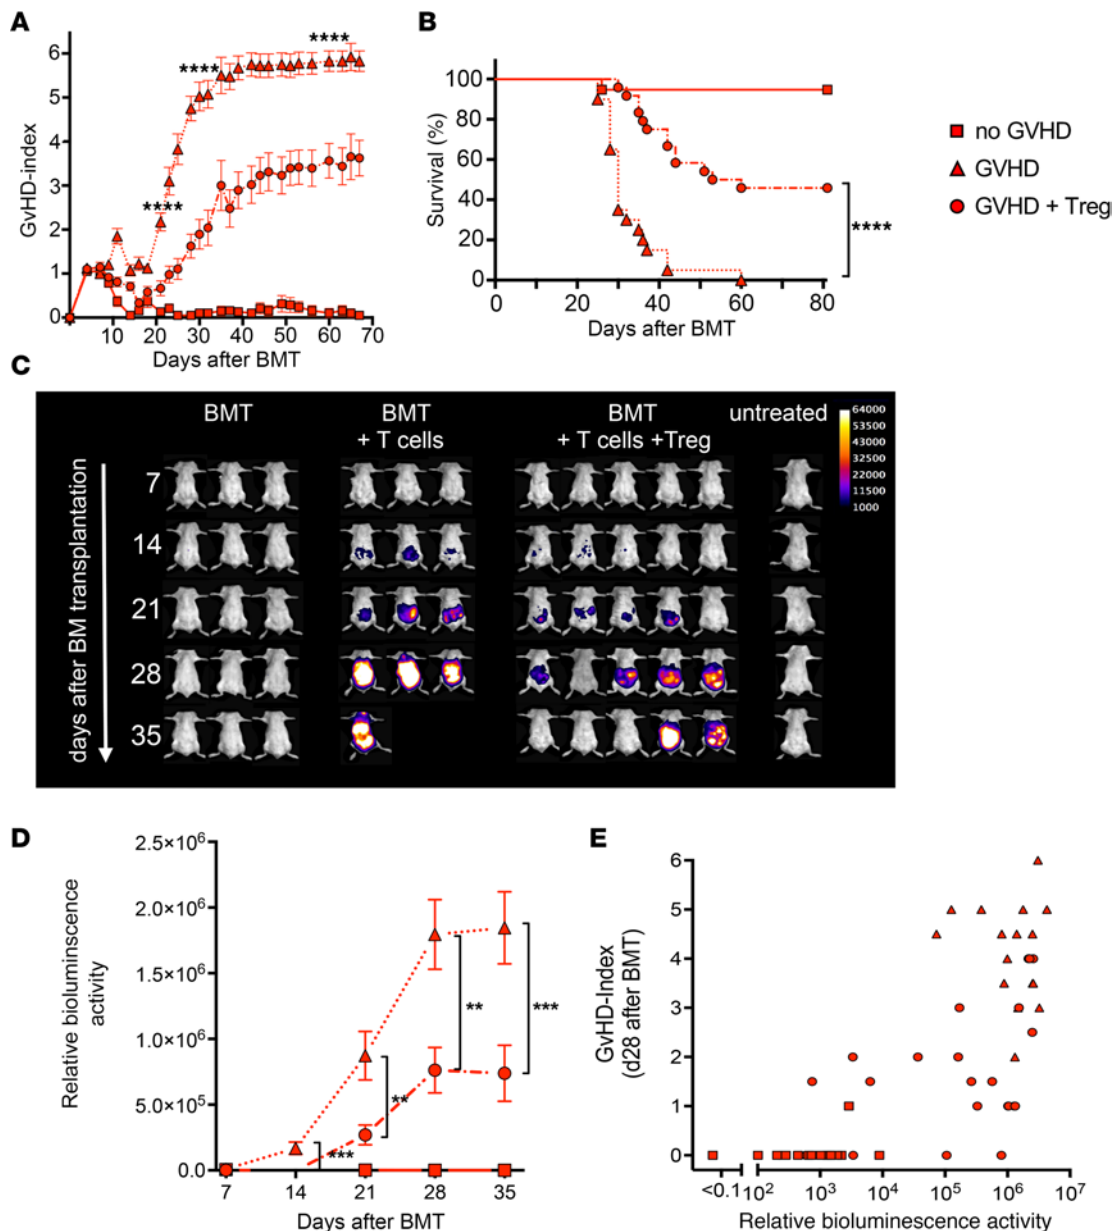 A
GvHD-index
6
5
4
3
2
1
0
****
****
****
10 20 30 40 50 60 70
Days after BMT
B
Survival (%)
100
80
60
40
20
0
0 20 40 60 80
Days after BMT
****
no GVHD
GVHD
GVHD + Treg
C
BMT
BMT
+ T cells
BMT
+ T cells +Treg
untreated
64000
53500
43000
32500
22000
11500
1000
days after BM transplantation
7
14
21
28
35
D
Relative bioluminscence
activity
2.5×10⁶
2.0×10⁶
1.5×10⁶
1.0×10⁶
5.0×10⁵
0.0
***
**
**
***
7 14 21 28 35
Days after BMT
E
GvHD-Index
(d28 after BMT)
6
5
4
3
2
1
0
<0.1 10² 10³ 10⁴ 10⁵ 10⁶ 10⁷
Relative bioluminescence activity